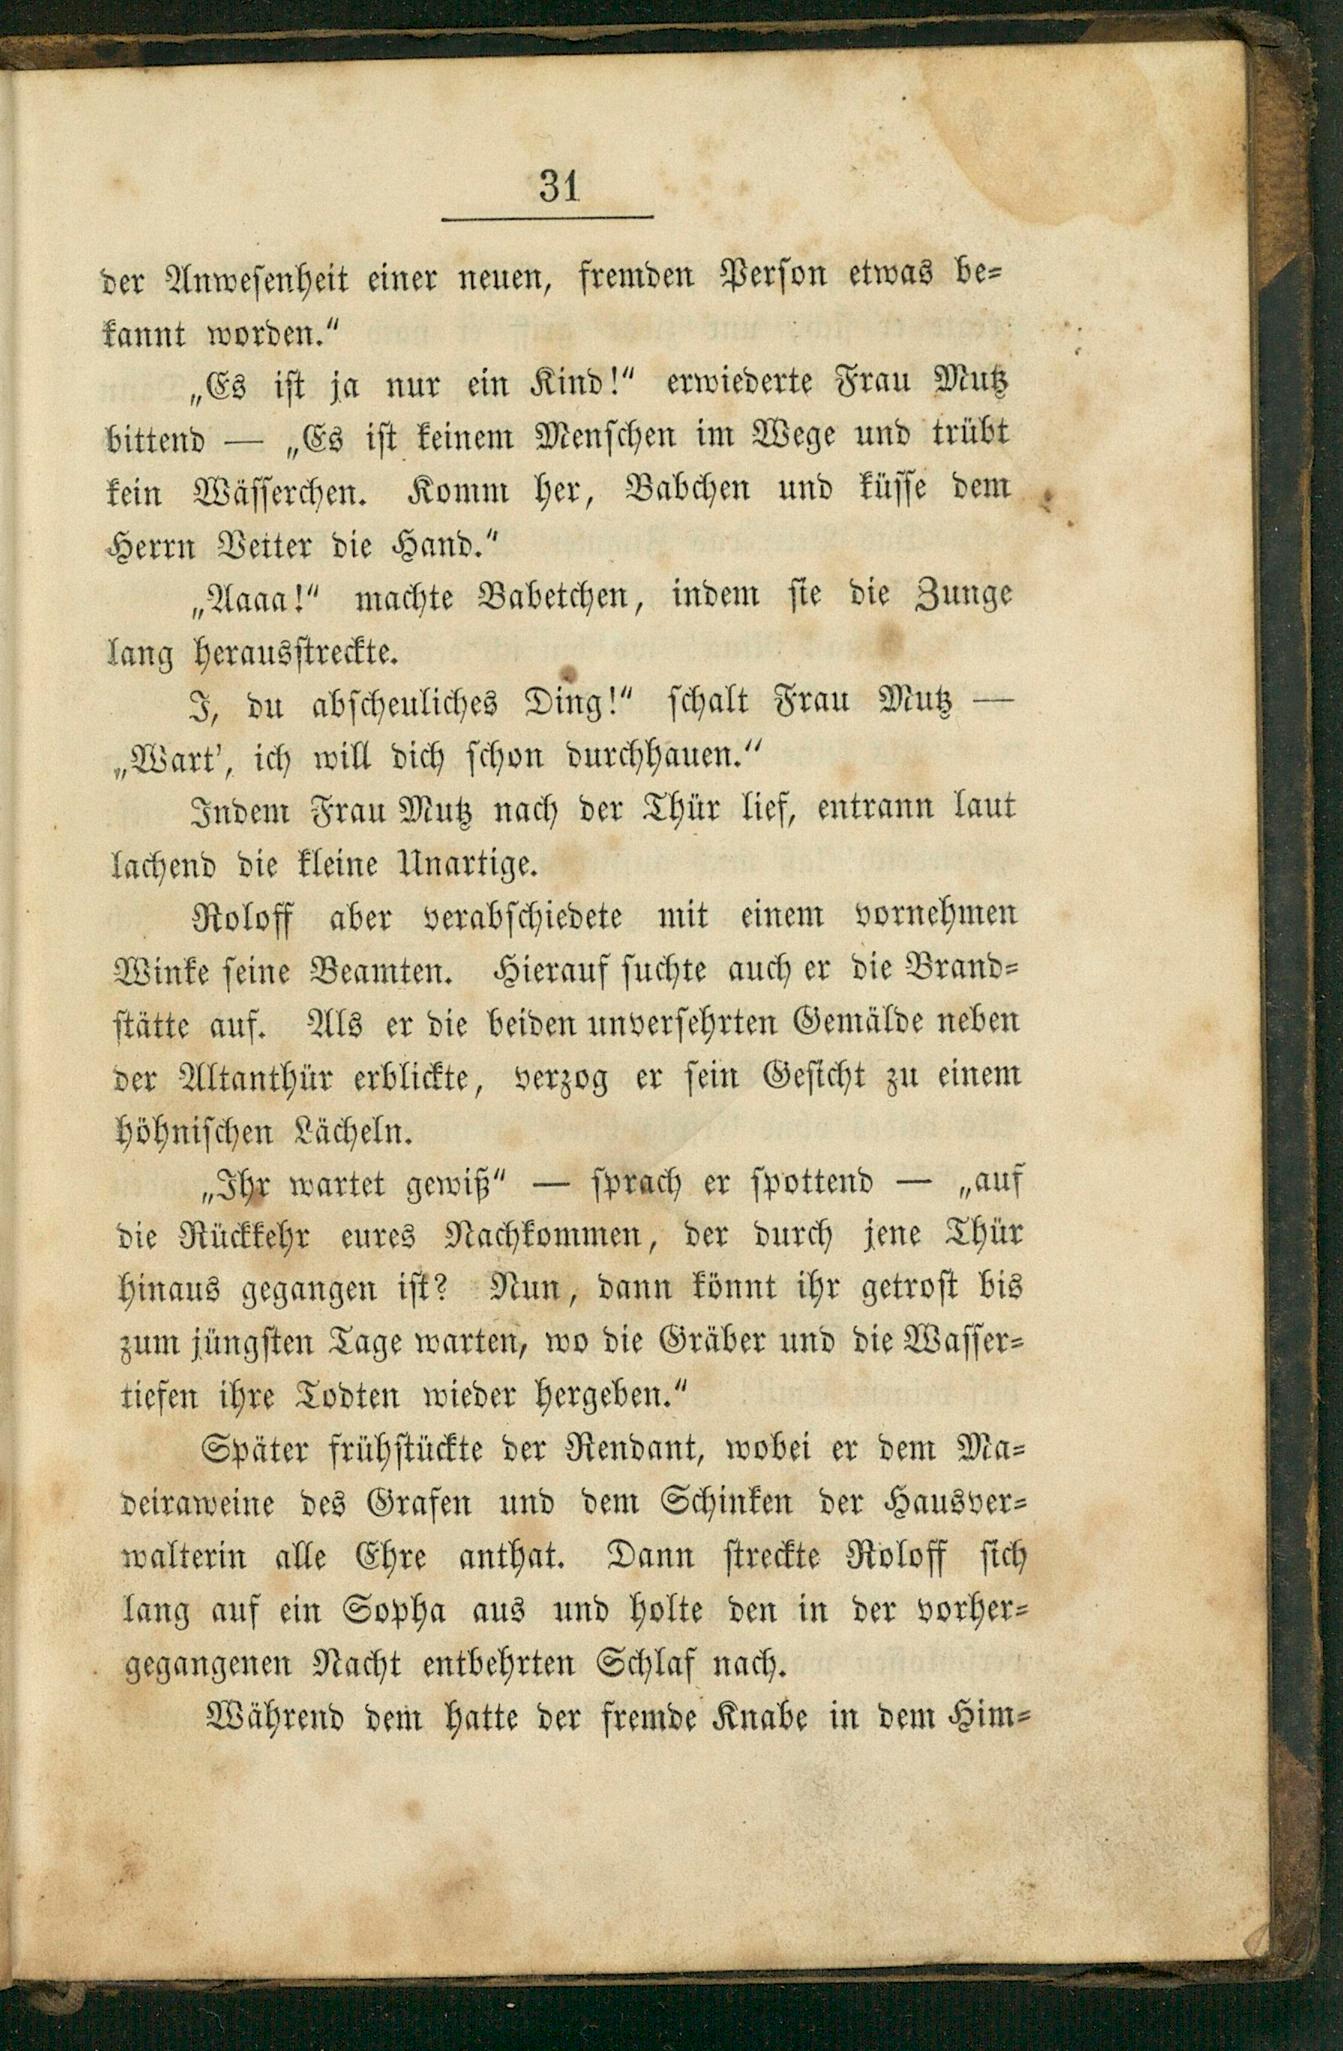 31
der Anwesenheit einer neuen, fremden Person etwas be-
kannt worden.“
„Es ist ja nur ein Kind!“ erwiederte Frau Mutz
bittend — „Es ist keinem Menschen im Wege und trübt
kein Wässerchen. Komm her, Babchen und küsse dem
Herrn Vetter die Hand.“
„Aaaa!“ machte Babetchen, indem sie die Zunge
lang herausstreckte.
I, du abscheuliches Ding!“ schalt Frau Mutz —
„Wart’, ich will dich schon durchhauen.“
Indem Frau Mutz nach der Thür lief, entrann laut
lachend die kleine Unartige.
Roloff aber verabschiedete mit einem vornehmen
Winke seine Beamten. Hierauf suchte auch er die Brand-
stätte auf. Als er die beiden unversehrten Gemälde neben
der Altanthür erblickte, verzog er sein Gesicht zu einem
höhnischen Lächeln.
„Ihr wartet gewiß“ — sprach er spottend — „auf
die Rückkehr eures Nachkommen, der durch jene Thür
hinaus gegangen ist? Nun, dann könnt ihr getrost bis
zum jüngsten Tage warten, wo die Gräber und die Wasser-
tiefen ihre Todten wieder hergeben.“
Später frühstückte der Rendant, wobei er dem Ma-
deiraweine des Grafen und dem Schinken der Hausver-
walterin alle Ehre anthat. Dann streckte Roloff sich
lang auf ein Sopha aus und holte den in der vorher-
gegangenen Nacht entbehrten Schlaf nach.
Während dem hatte der fremde Knabe in dem Him-